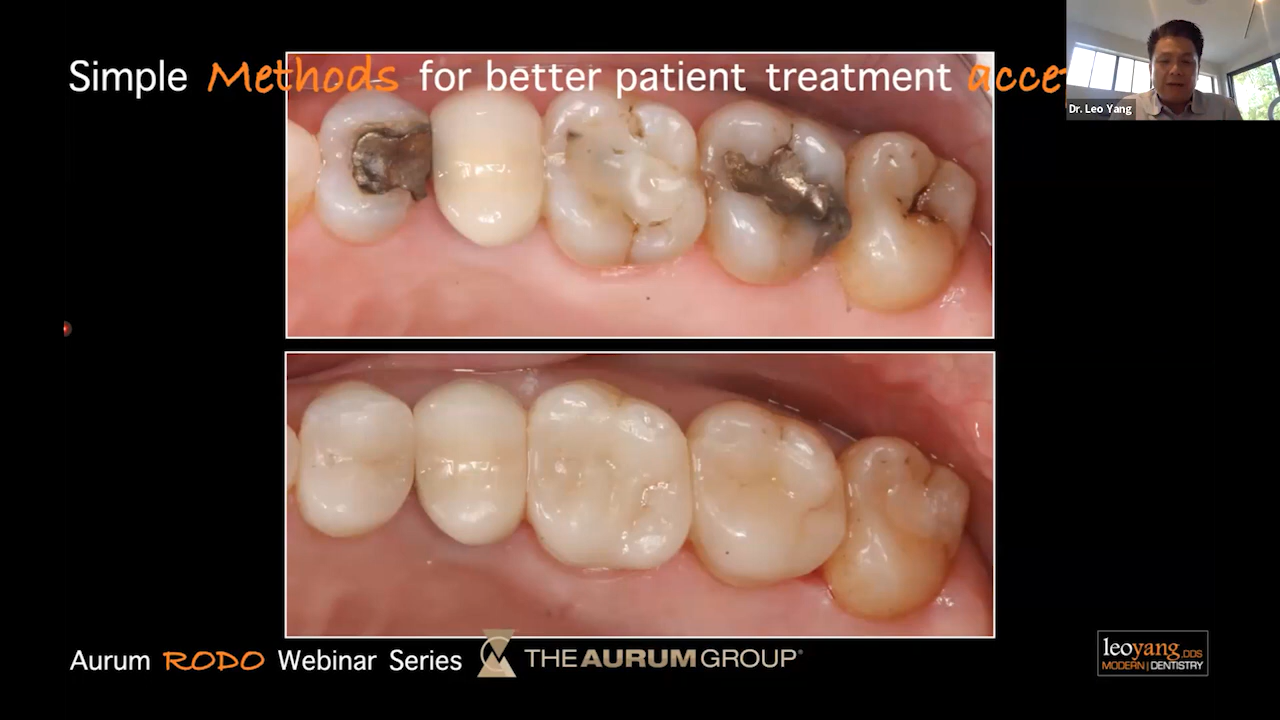 Simple Methods for better patient treatment acce
Dr. Leo Yang
Aurum RODO Webinar Series
THE AURUM GROUP®
leoyang.DDS
MODERN | DENTISTRY